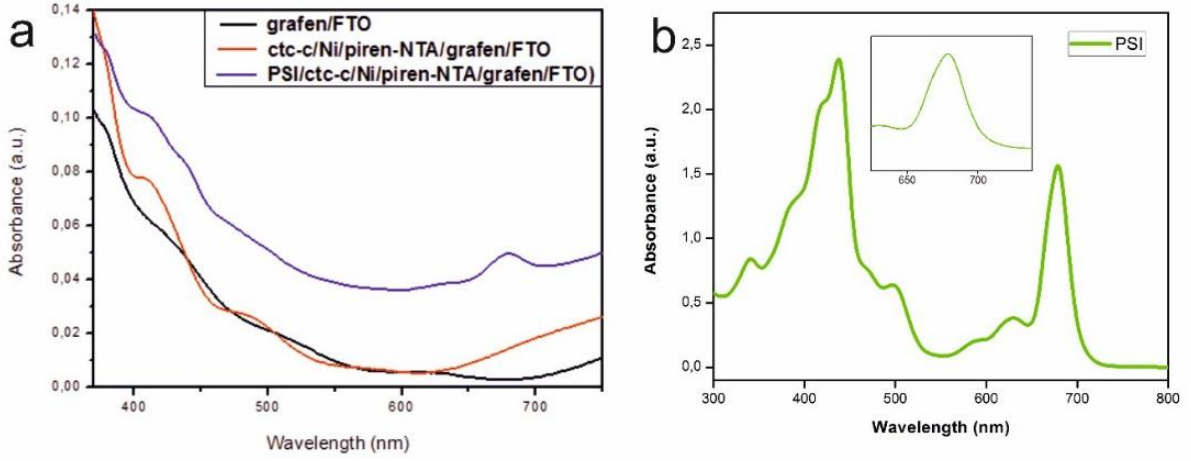 a
0,14
0,12
0,10
0,08
0,06
0,04
0,02
0,00
Absorbance (a.u.)
grafen/FTO
ctc-c/Ni/piren-NTA/grafen/FTO
PSI/ctc-c/Ni/piren-NTA/grafen/FTO)
400 500 600 700
Wavelength (nm)
b
2,5
2,0
1,5
1,0
0,5
0,0
Absorbance (a.u.)
PSI
650 700
300 400 500 600 700 800
Wavelength (nm)